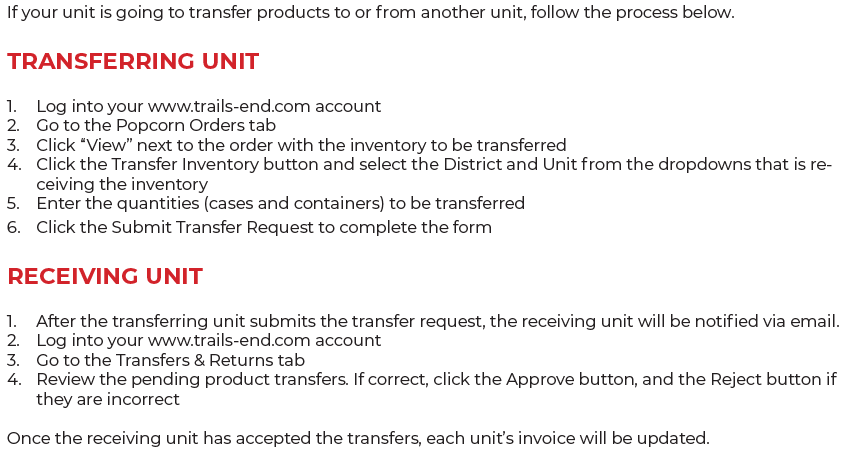 If your unit is going to transfer products to or from another unit, follow the process below.
TRANSFERRING UNIT
1. Log into your www.trails-end.com account
2. Go to the Popcorn Orders tab
3. Click “View” next to the order with the inventory to be transferred
4. Click the Transfer Inventory button and select the District and Unit from the dropdowns that is re-
ceiving the inventory
5. Enter the quantities (cases and containers) to be transferred
6. Click the Submit Transfer Request to complete the form
RECEIVING UNIT
1. After the transferring unit submits the transfer request, the receiving unit will be notified via email.
2. Log into your www.trails-end.com account
3. Go to the Transfers & Returns tab
4. Review the pending product transfers. If correct, click the Approve button, and the Reject button if
they are incorrect
Once the receiving unit has accepted the transfers, each unit’s invoice will be updated.